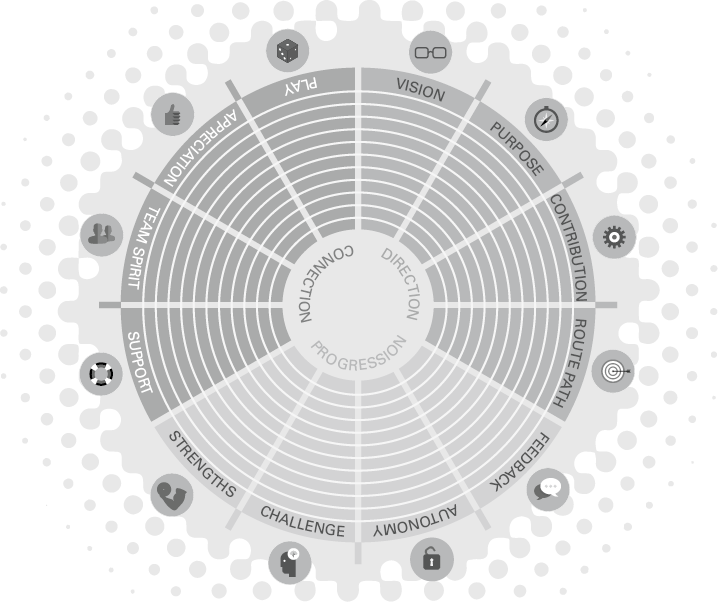 VISION
PURPOSE
CONTRIBUTION
ROUTE PATH
FEEDBACK
AUTONOMY
CHALLENGE
STRENGTHS
SUPPORT
TEAM SPIRIT
APPRECIATION
PLAY
DIRECTION
PROGRESSION
CONNECTION